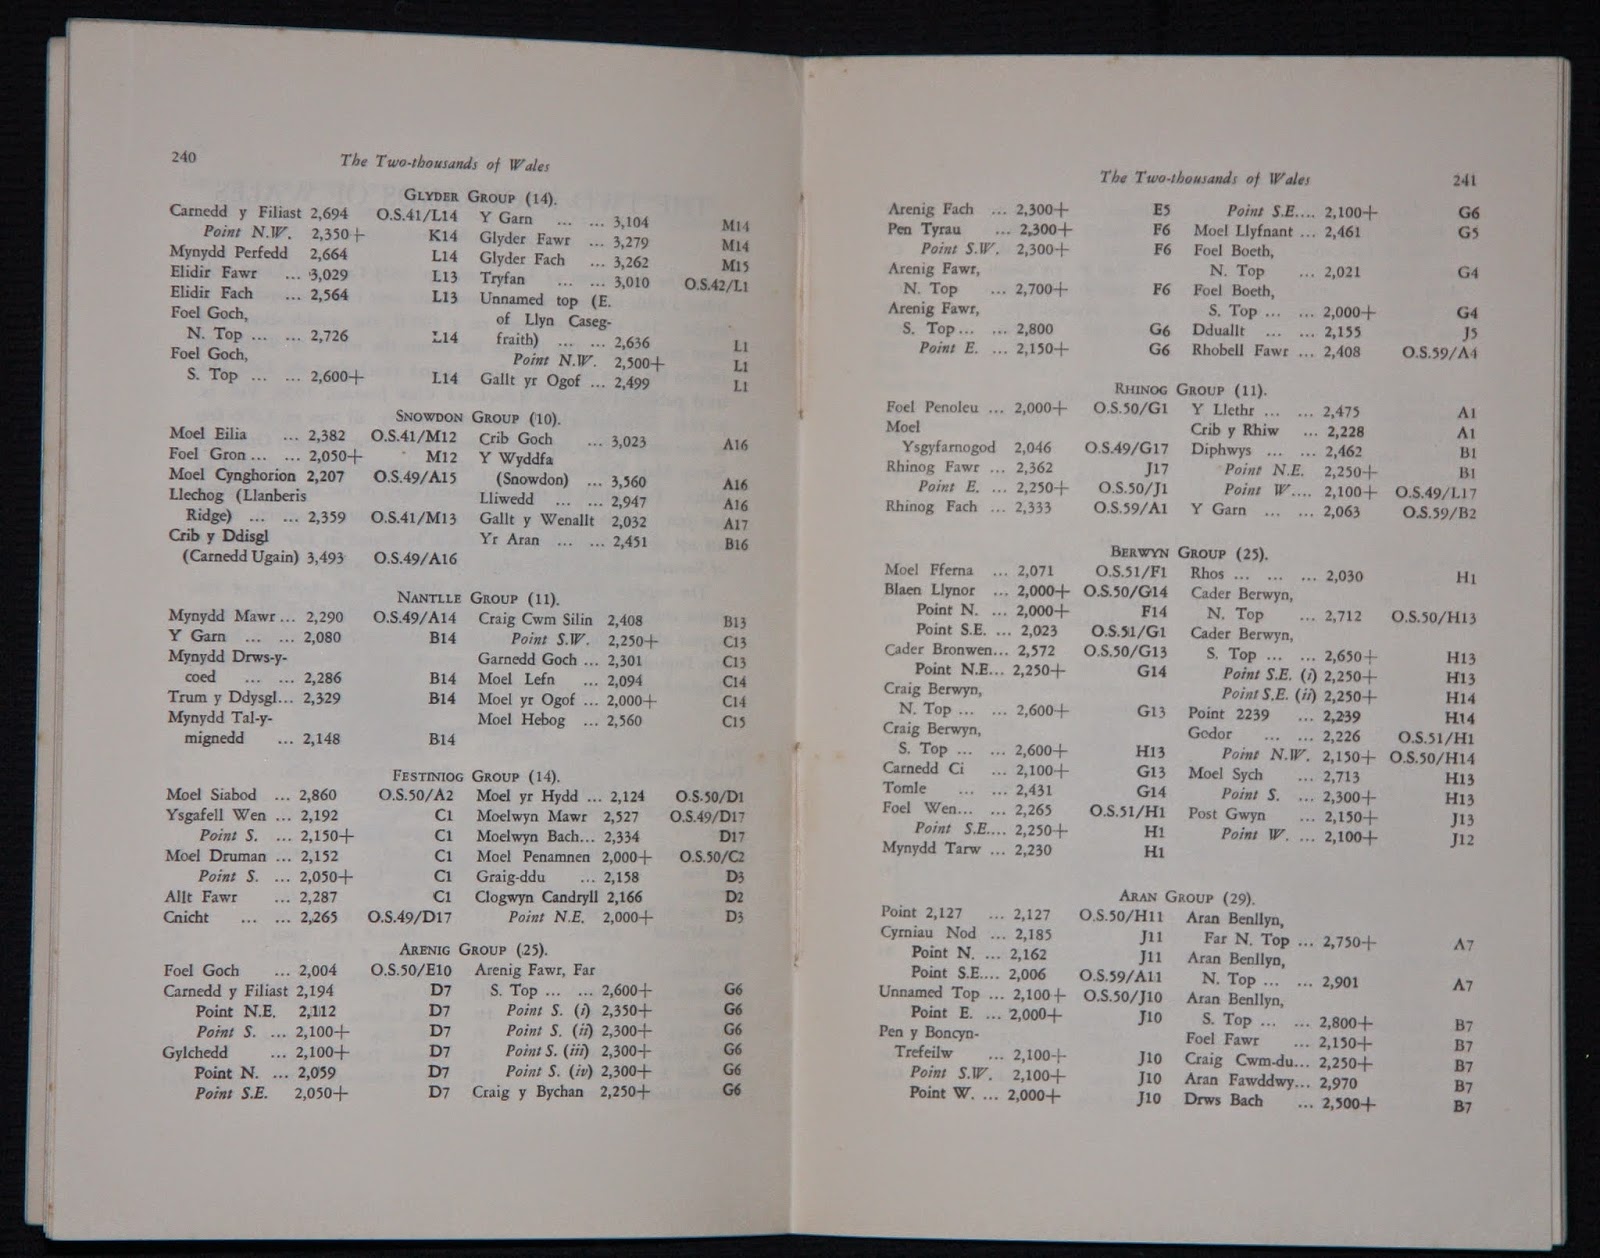 240
The Two-thousands of Wales
GLYDER GROUP (14).
Carnedd y Filiast 2,694 O.S.41/L14
Point N.W. 2,350+ K14
Mynydd Perfedd 2,664 L14
Elidir Fawr ... 3,029 L13
Elidir Fach ... 2,564 L13
Foel Goch,
N. Top ... ... 2,726 L14
Foel Goch,
S. Top ... ... 2,600+ L14
Y Garn ... ... 3,104 M14
Glyder Fawr ... 3,279 M14
Glyder Fach ... 3,262 M15
Tryfan ... ... 3,010 O.S.42/L1
Unnamed top (E.
of Llyn Caseg-
fraith) ... ... 2,636 L1
Point N.W. 2,500+ L1
Gallt yr Ogof ... 2,499 L1
SNOWDON GROUP (10).
Moel Eilia ... 2,382 O.S.41/M12
Foel Gron ... ... 2,050+ M12
Moel Cynghorion 2,207 O.S.49/A15
Llechog (Llanberis
Ridge) ... ... 2,359 O.S.41/M13
Crib y Ddisgl
(Carnedd Ugain) 3,493 O.S.49/A16
Crib Goch ... 3,023 A16
Y Wyddfa
(Snowdon) ... 3,560 A16
Lliwedd ... ... 2,947 A16
Gallt y Wenallt 2,032 A17
Yr Aran ... ... 2,451 B16
NANTLLE GROUP (11).
Mynydd Mawr ... 2,290 O.S.49/A14
Y Garn ... ... 2,080 B14
Mynydd Drws-y-
coed ... ... 2,286 B14
Trum y Ddysgl... 2,329 B14
Mynydd Tal-y-
mignedd ... 2,148 B14
Craig Cwm Silin 2,408 B13
Point S.W. 2,250+ C13
Garnedd Goch ... 2,301 C13
Moel Lefn ... 2,094 C14
Moel yr Ogof ... 2,000+ C14
Moel Hebog ... 2,560 C15
FESTINIOG GROUP (14).
Moel Siabod ... 2,860 O.S.50/A2
Ysgafell Wen ... 2,192 C1
Point S. ... 2,150+ C1
Moel Druman ... 2,152 C1
Point S. ... 2,050+ C1
Allt Fawr ... 2,287 C1
Cnicht ... ... 2,265 O.S.49/D17
Moel yr Hydd ... 2,124 O.S.50/D1
Moelwyn Mawr 2,527 O.S.49/D17
Moelwyn Bach... 2,334 D17
Moel Penamnen 2,000+ O.S.50/C2
Graig-ddu ... 2,158 D3
Clogwyn Candryll 2,166 D2
Point N.E. 2,000+ D3
ARENIG GROUP (25).
Foel Goch ... 2,004 O.S.50/E10
Carnedd y Filiast 2,194 D7
Point N.E. 2,112 D7
Point S. ... 2,100+ D7
Gylchedd ... 2,100+ D7
Point N. ... 2,059 D7
Point S.E. 2,050+ D7
Arenig Fawr, Far
S. Top ... ... 2,600+ G6
Point S. (i) 2,350+ G6
Point S. (ii) 2,300+ G6
Point S. (iii) 2,300+ G6
Point S. (iv) 2,300+ G6
Craig y Bychan 2,250+ G6
The Two-thousands of Wales
241
Arenig Fach ... 2,300+ E5
Pen Tyrau ... 2,300+ F6
Point S.W. 2,300+ F6
Arenig Fawr,
N. Top ... 2,700+ F6
Arenig Fawr,
S. Top ... ... 2,800 G6
Point E. ... 2,150+ G6
Point S.E.... 2,100+ G6
Moel Llyfnant ... 2,461 G5
Foel Boeth,
N. Top ... 2,021 G4
Foel Boeth,
S. Top ... ... 2,000+ G4
Dduallt ... ... 2,155 J5
Rhobell Fawr ... 2,408 O.S.59/A4
RHINOG GROUP (11).
Foel Penoleu ... 2,000+ O.S.50/G1
Moel
Ysgyfarnogod 2,046 O.S.49/G17
Rhinog Fawr ... 2,362 J17
Point E. ... 2,250+ O.S.50/J1
Rhinog Fach ... 2,333 O.S.59/A1
Y Llethr ... ... 2,475 A1
Crib y Rhiw ... 2,228 A1
Diphwys ... ... 2,462 B1
Point N.E. 2,250+ B1
Point W.... 2,100+ O.S.49/L17
Y Garn ... ... 2,063 O.S.59/B2
BERWYN GROUP (25).
Moel Fferna ... 2,071 O.S.51/F1
Blaen Llynor ... 2,000+ O.S.50/G14
Point N. ... 2,000+ F14
Point S.E. ... 2,023 O.S.51/G1
Cader Bronwen... 2,572 O.S.50/G13
Point N.E... 2,250+ G14
Craig Berwyn,
N. Top ... ... 2,600+ G13
Craig Berwyn,
S. Top ... ... 2,600+ H13
Carnedd Ci ... 2,100+ G13
Tomle ... ... 2,431 G14
Foel Wen... ... 2,265 O.S.51/H1
Point S.E.... 2,250+ H1
Mynydd Tarw ... 2,230 H1
Rhos ... ... ... 2,030 H1
Cader Berwyn,
N. Top ... 2,712 O.S.50/H13
Cader Berwyn,
S. Top ... ... 2,650+ H13
Point S.E. (i) 2,250+ H13
Point S.E. (ii) 2,250+ H14
Point 2239 ... 2,239 H14
Godor ... ... 2,226 O.S.51/H1
Point N.W. 2,150+ O.S.50/H14
Moel Sych ... 2,713 H13
Point S. ... 2,300+ H13
Post Gwyn ... 2,150+ J13
Point W. ... 2,100+ J12
ARAN GROUP (29).
Point 2,127 ... 2,127 O.S.50/H11
Cyrniau Nod ... 2,185 J11
Point N. ... 2,162 J11
Point S.E.... 2,006 O.S.59/A11
Unnamed Top ... 2,100+ O.S.50/J10
Point E. ... 2,000+ J10
Pen y Boncyn-
Trefeilw ... 2,100+ J10
Point S.W. 2,100+ J10
Point W. ... 2,000+ J10
Aran Benllyn,
Far N. Top ... 2,750+ A7
Aran Benllyn,
N. Top ... ... 2,901 A7
Aran Benllyn,
S. Top ... ... 2,800+ B7
Foel Fawr ... 2,150+ B7
Craig Cwm-du... 2,250+ B7
Aran Fawddwy... 2,970 B7
Drws Bach ... 2,500+ B7